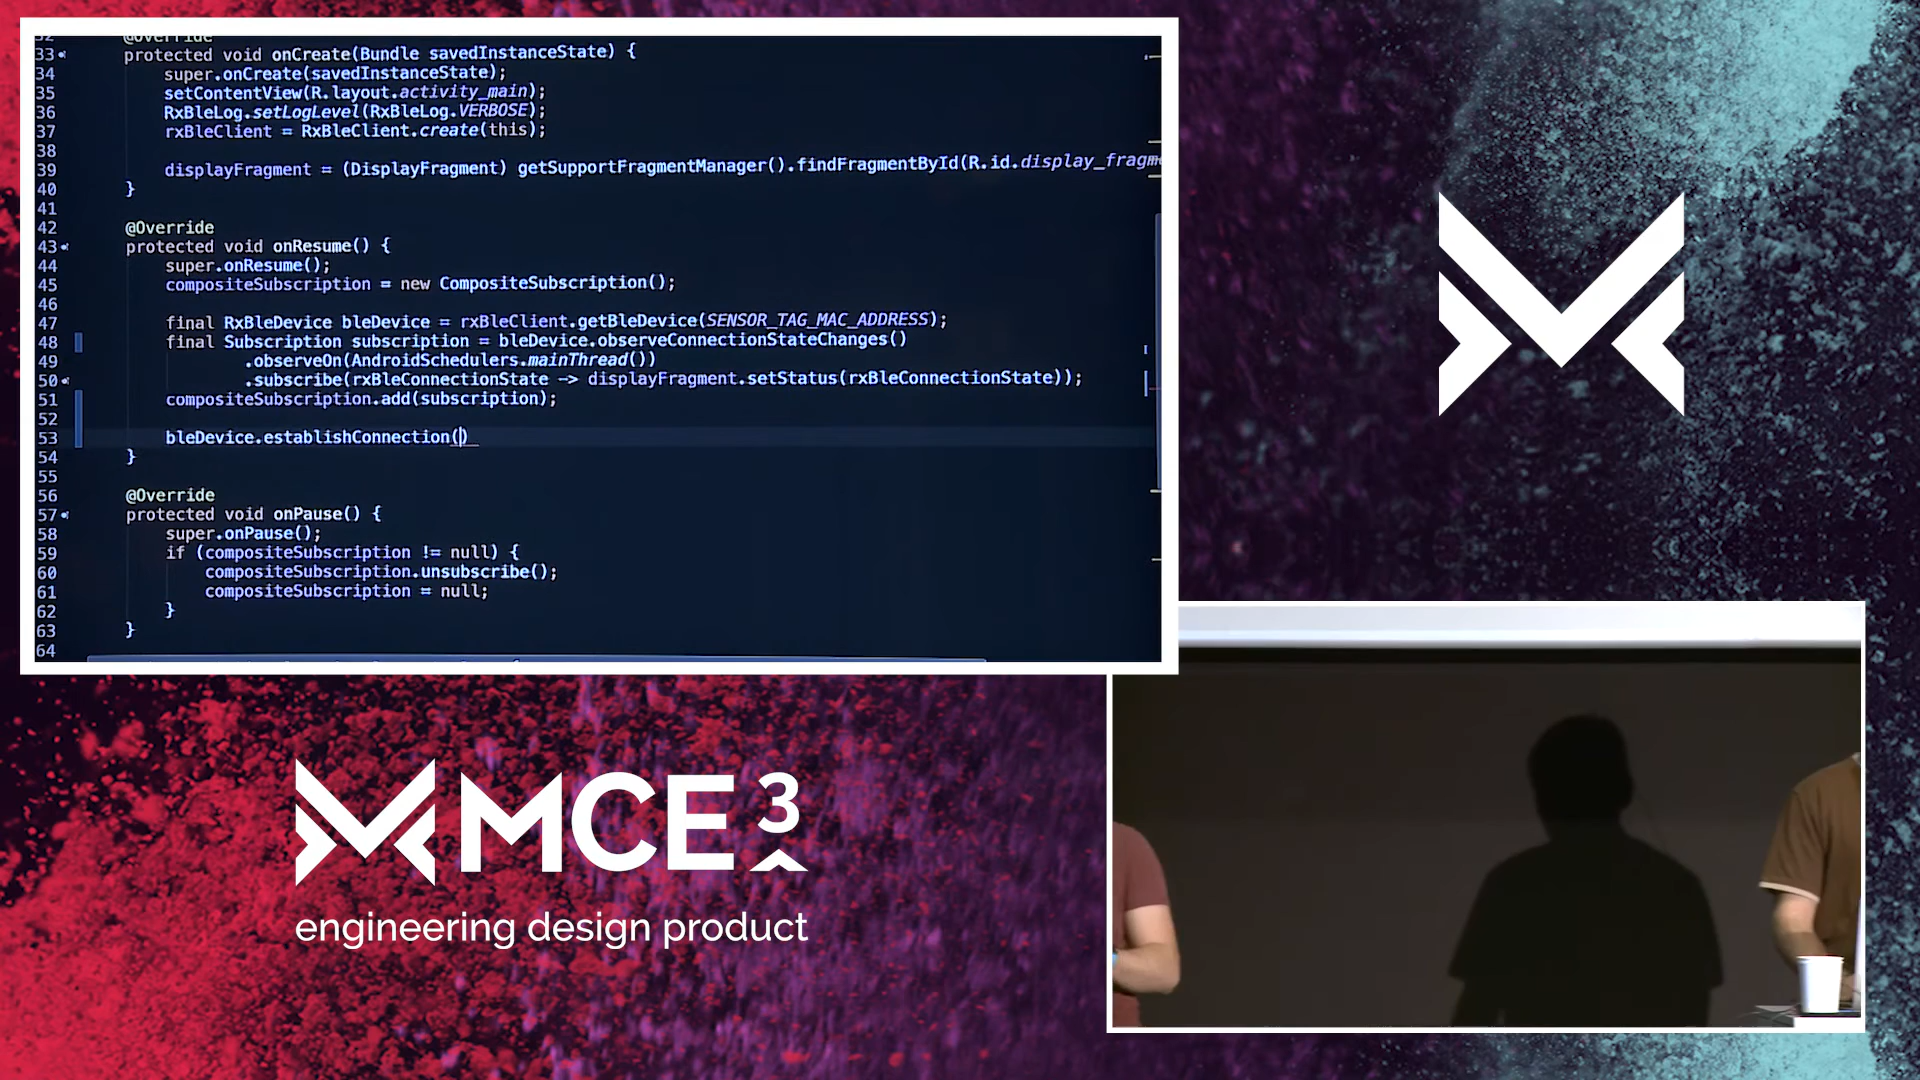 32 @Override
33 protected void onCreate(Bundle savedInstanceState) {
34 super.onCreate(savedInstanceState);
35 setContentView(R.layout.activity_main);
36 RxBleLog.setLogLevel(RxBleLog.VERBOSE);
37 rxBleClient = RxBleClient.create(this);
38
39 displayFragment = (DisplayFragment) getSupportFragmentManager().findFragmentById(R.id.display_fragm
40 }
41
42 @Override
43 protected void onResume() {
44 super.onResume();
45 compositeSubscription = new CompositeSubscription();
46
47 final RxBleDevice bleDevice = rxBleClient.getBleDevice(SENSOR_TAG_MAC_ADDRESS);
48 final Subscription subscription = bleDevice.observeConnectionStateChanges()
49 .observeOn(AndroidSchedulers.mainThread())
50 .subscribe(rxBleConnectionState -> displayFragment.setStatus(rxBleConnectionState));
51 compositeSubscription.add(subscription);
52
53 bleDevice.establishConnection()
54 }
55
56 @Override
57 protected void onPause() {
58 super.onPause();
59 if (compositeSubscription != null) {
60 compositeSubscription.unsubscribe();
61 compositeSubscription = null;
62 }
63 }
64
MCE 3
engineering design product